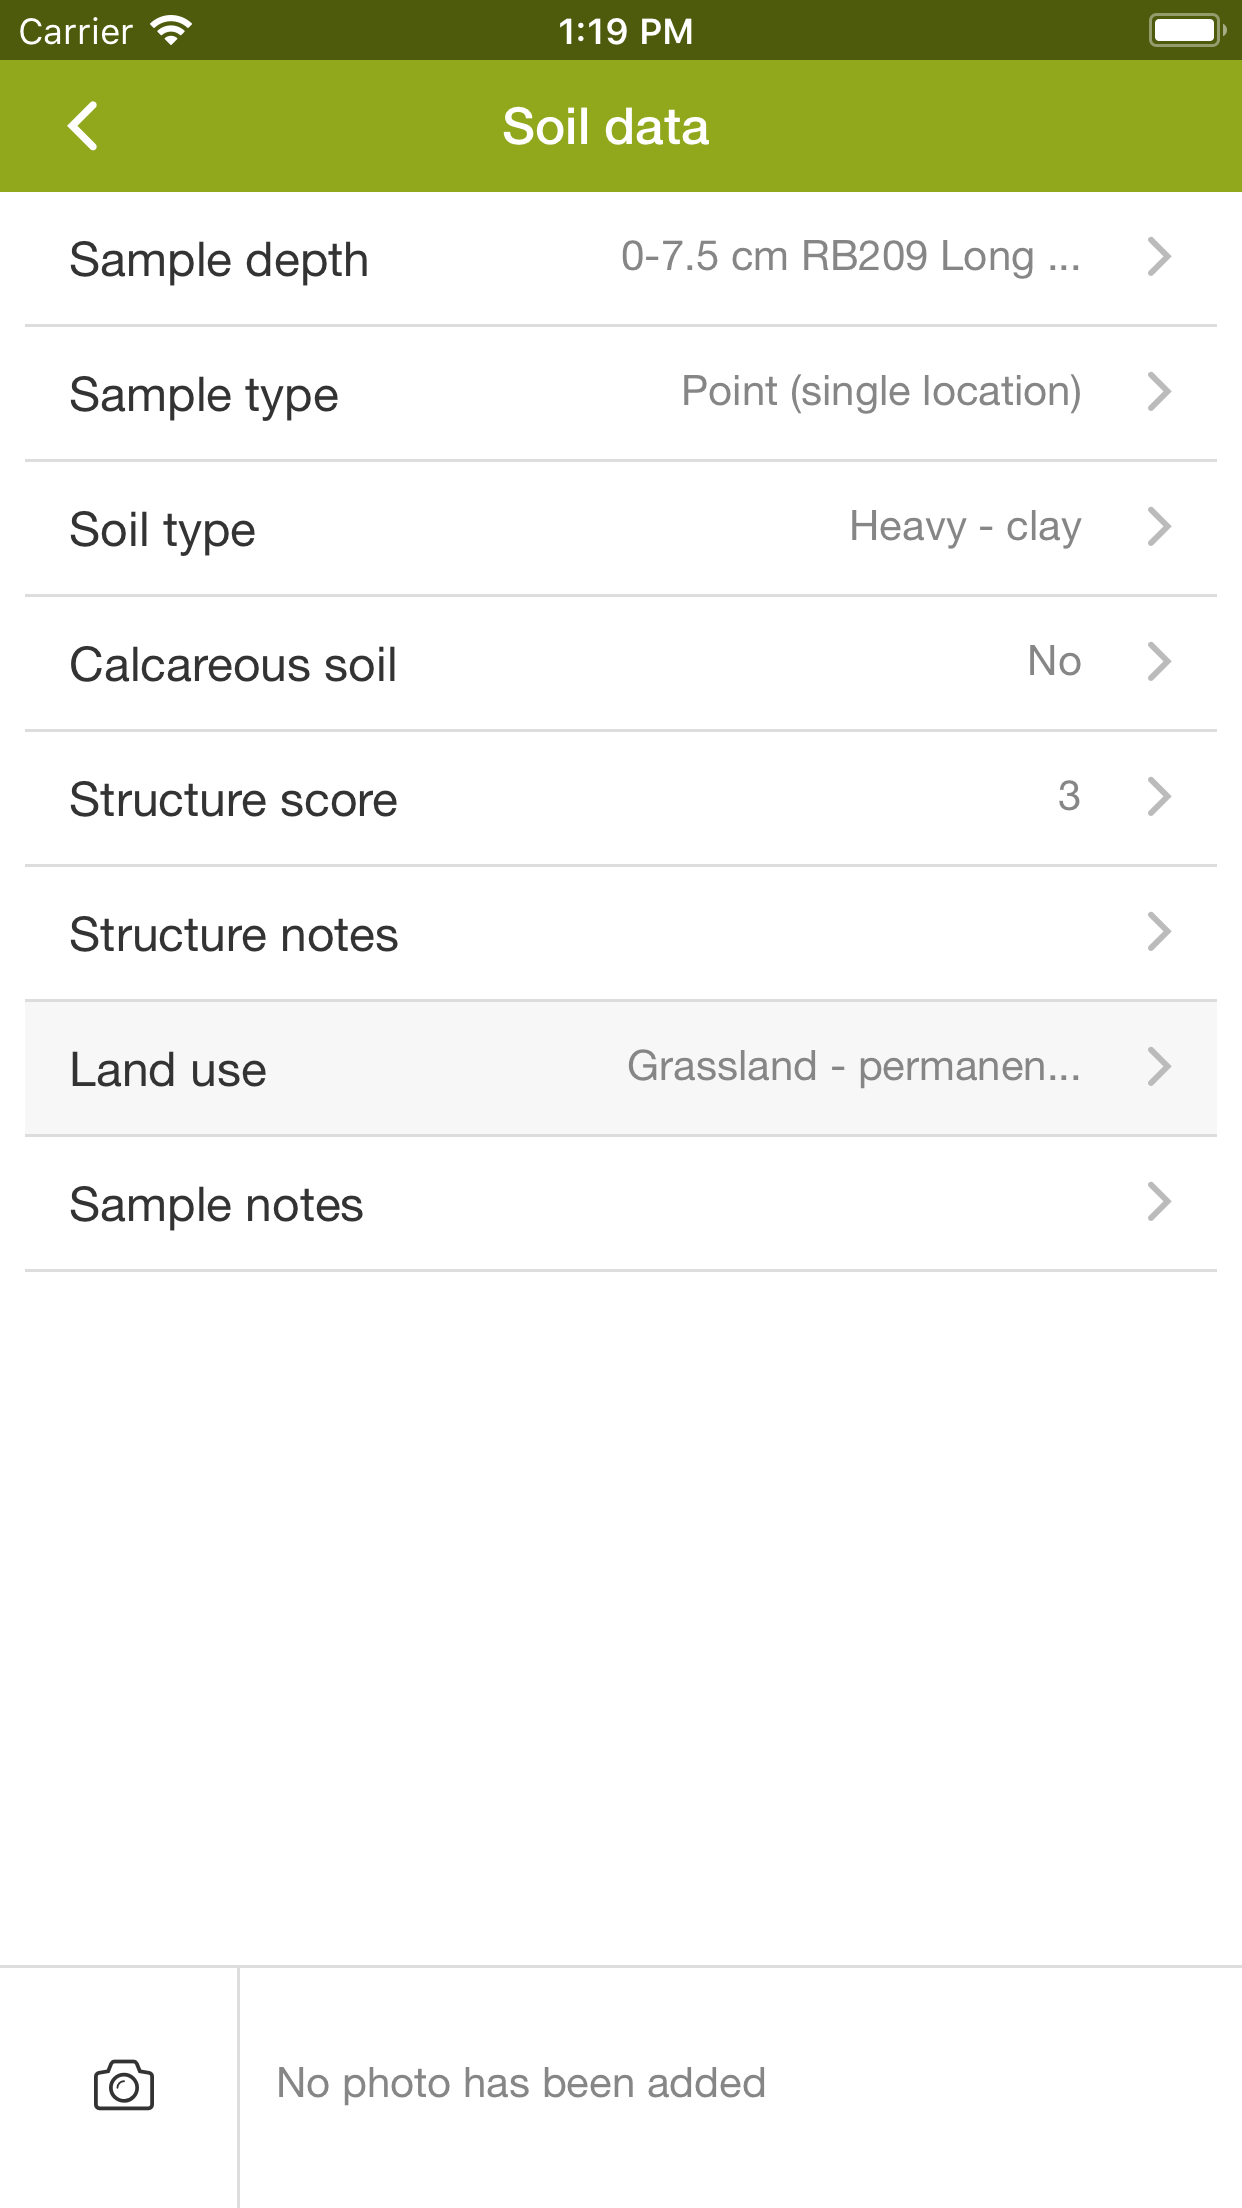 Carrier 1:19 PM
Soil data
Sample depth 0-7.5 cm RB209 Long ...
Sample type Point (single location)
Soil type Heavy - clay
Calcareous soil No
Structure score 3
Structure notes
Land use Grassland - permanen...
Sample notes
No photo has been added